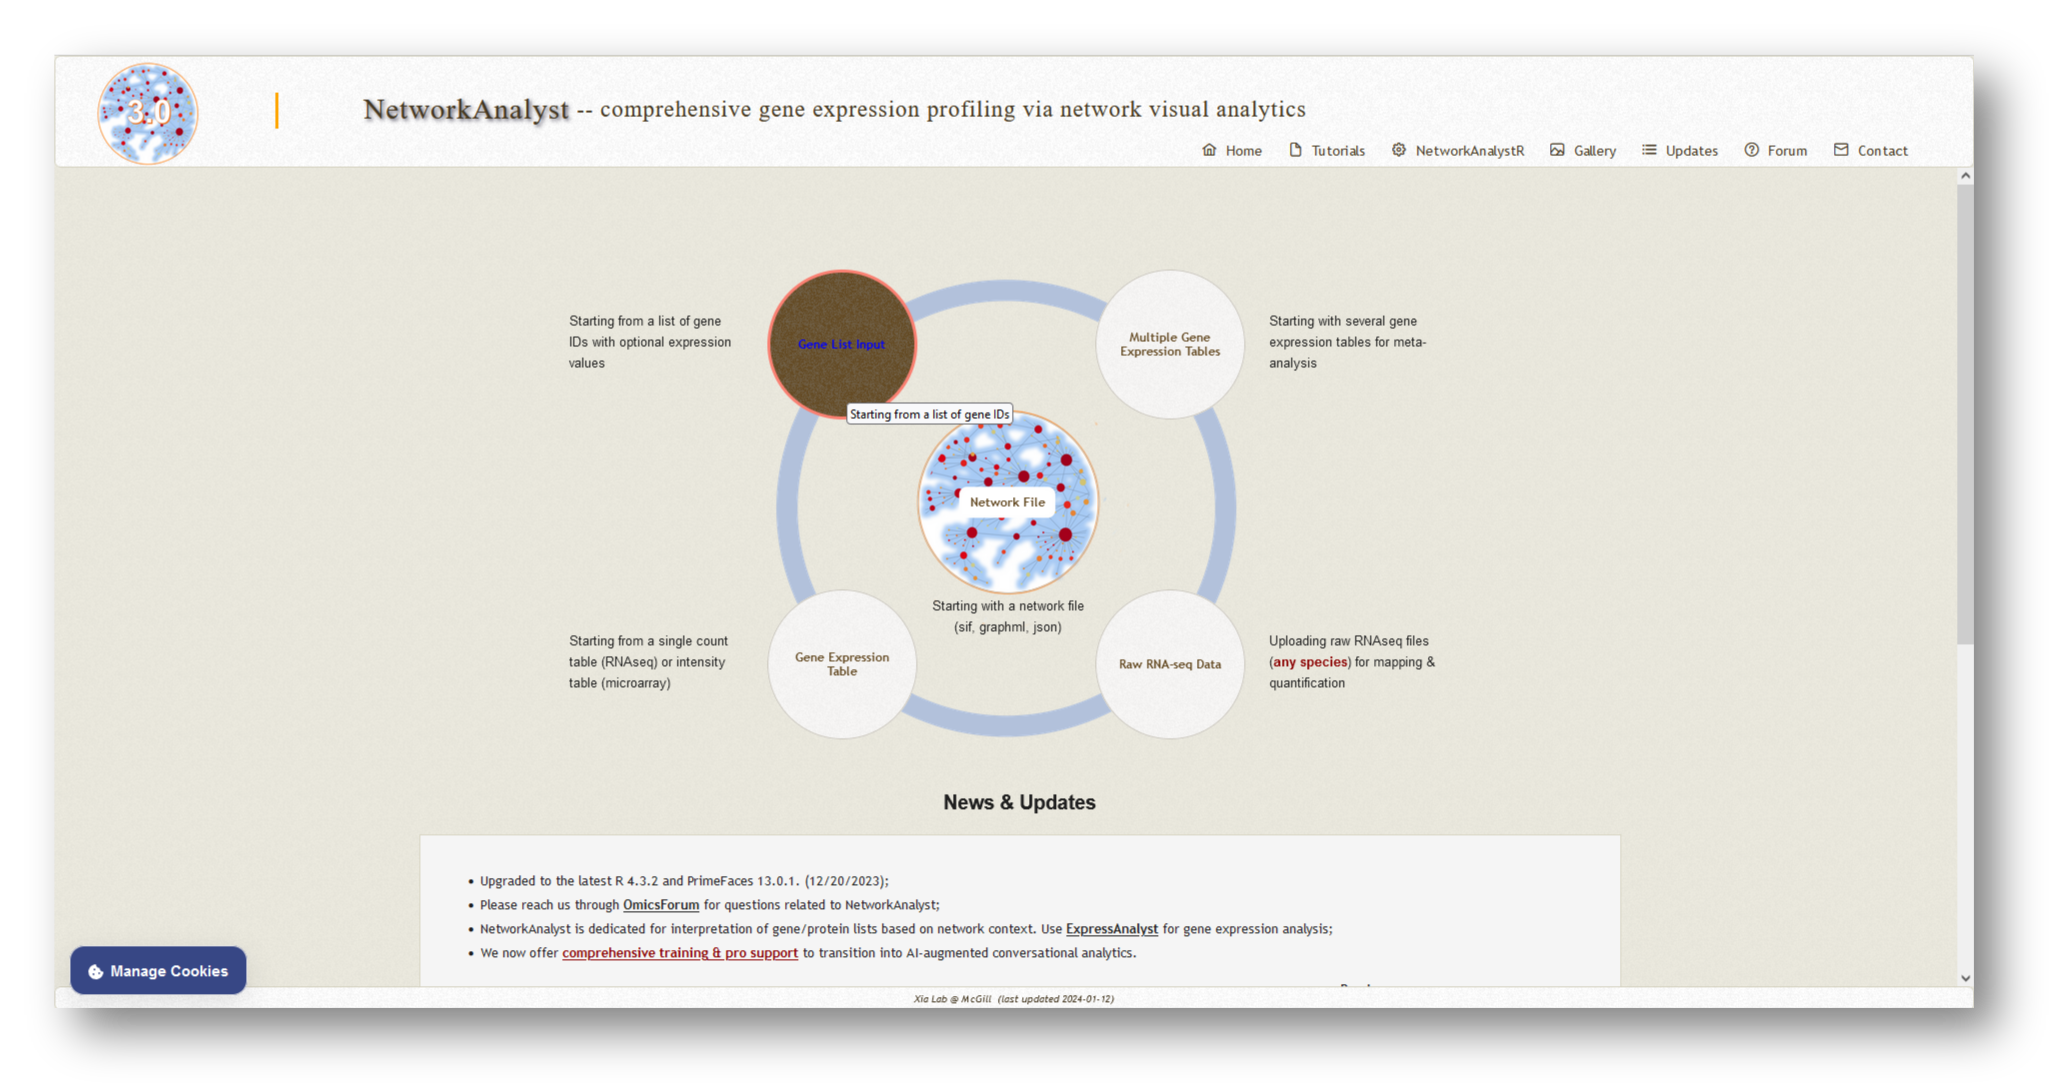 3.0
NetworkAnalyst -- comprehensive gene expression profiling via network visual analytics
Home Tutorials NetworkAnalystR Gallery Updates Forum Contact
Starting from a list of gene
IDs with optional expression
values
Gene List Input
Multiple Gene
Expression Tables
Starting with several gene
expression tables for meta-
analysis
Starting from a list of gene IDs
Network File
Starting with a network file
(sif, graphml, json)
Starting from a single count
table (RNAseq) or intensity
table (microarray)
Gene Expression
Table
Raw RNA-seq Data
Uploading raw RNAseq files
(any species) for mapping &
quantification
News & Updates
• Upgraded to the latest R 4.3.2 and PrimeFaces 13.0.1. (12/20/2023);
• Please reach us through OmicsForum for questions related to NetworkAnalyst;
• NetworkAnalyst is dedicated for interpretation of gene/protein lists based on network context. Use ExpressAnalyst for gene expression analysis;
• We now offer comprehensive training & pro support to transition into AI-augmented conversational analytics.
Manage Cookies
Xia Lab @ McGill (last updated 2024-01-12)